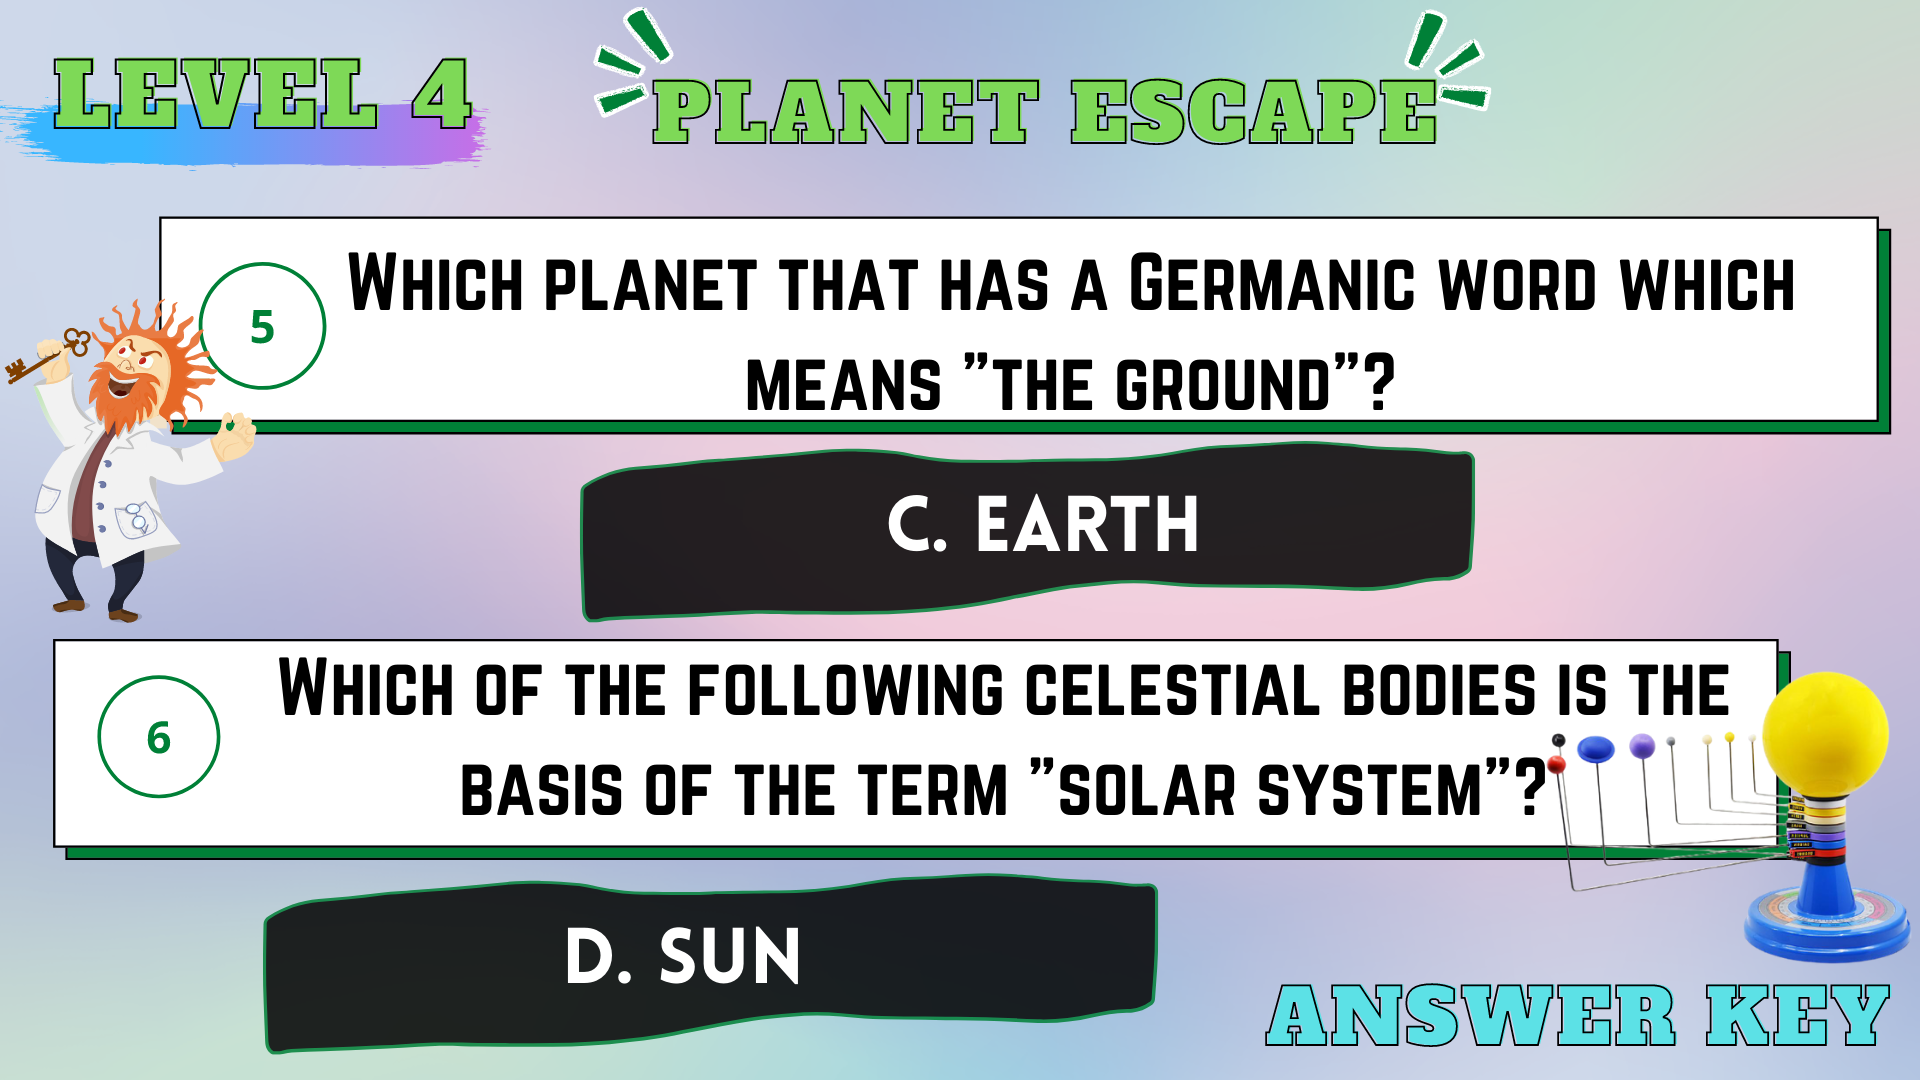 LEVEL 4
PLANET ESCAPE
5
Which planet that has a Germanic word which
means "the ground"?
C. EARTH
6
Which of the following celestial bodies is the
basis of the term "solar system"?
D. SUN
ANSWER KEY